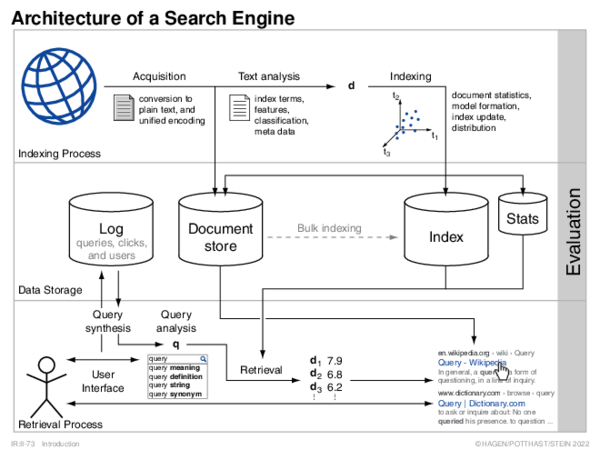 Architecture of a Search Engine
Acquisition
conversion to
plain text, and
unified encoding
Text analysis
index terms,
features,
classification,
meta data
d
Indexing
t2
t1
t3
document statistics,
model formation,
index update,
distribution
Indexing Process
Evaluation
Log
queries, clicks,
and users
Document
store
Bulk indexing
Index
Stats
Data Storage
Query
synthesis
Query
analysis
q
User
Interface
query
query meaning
query definition
query string
query synonym
Retrieval
d1 7.9
d2 6.8
d3 6.2
en.wikipedia.org - wiki - Query
Query - Wikipedia
In general, a query is a form of
questioning, in a line of inquiry.
www.dictionary.com - browse - query
Query | Dictionary.com
to ask or inquire about: No one
queried his presence. to question ...
Retrieval Process
IR:II-73 Introduction
©HAGEN/POTTHAST/STEIN 2022